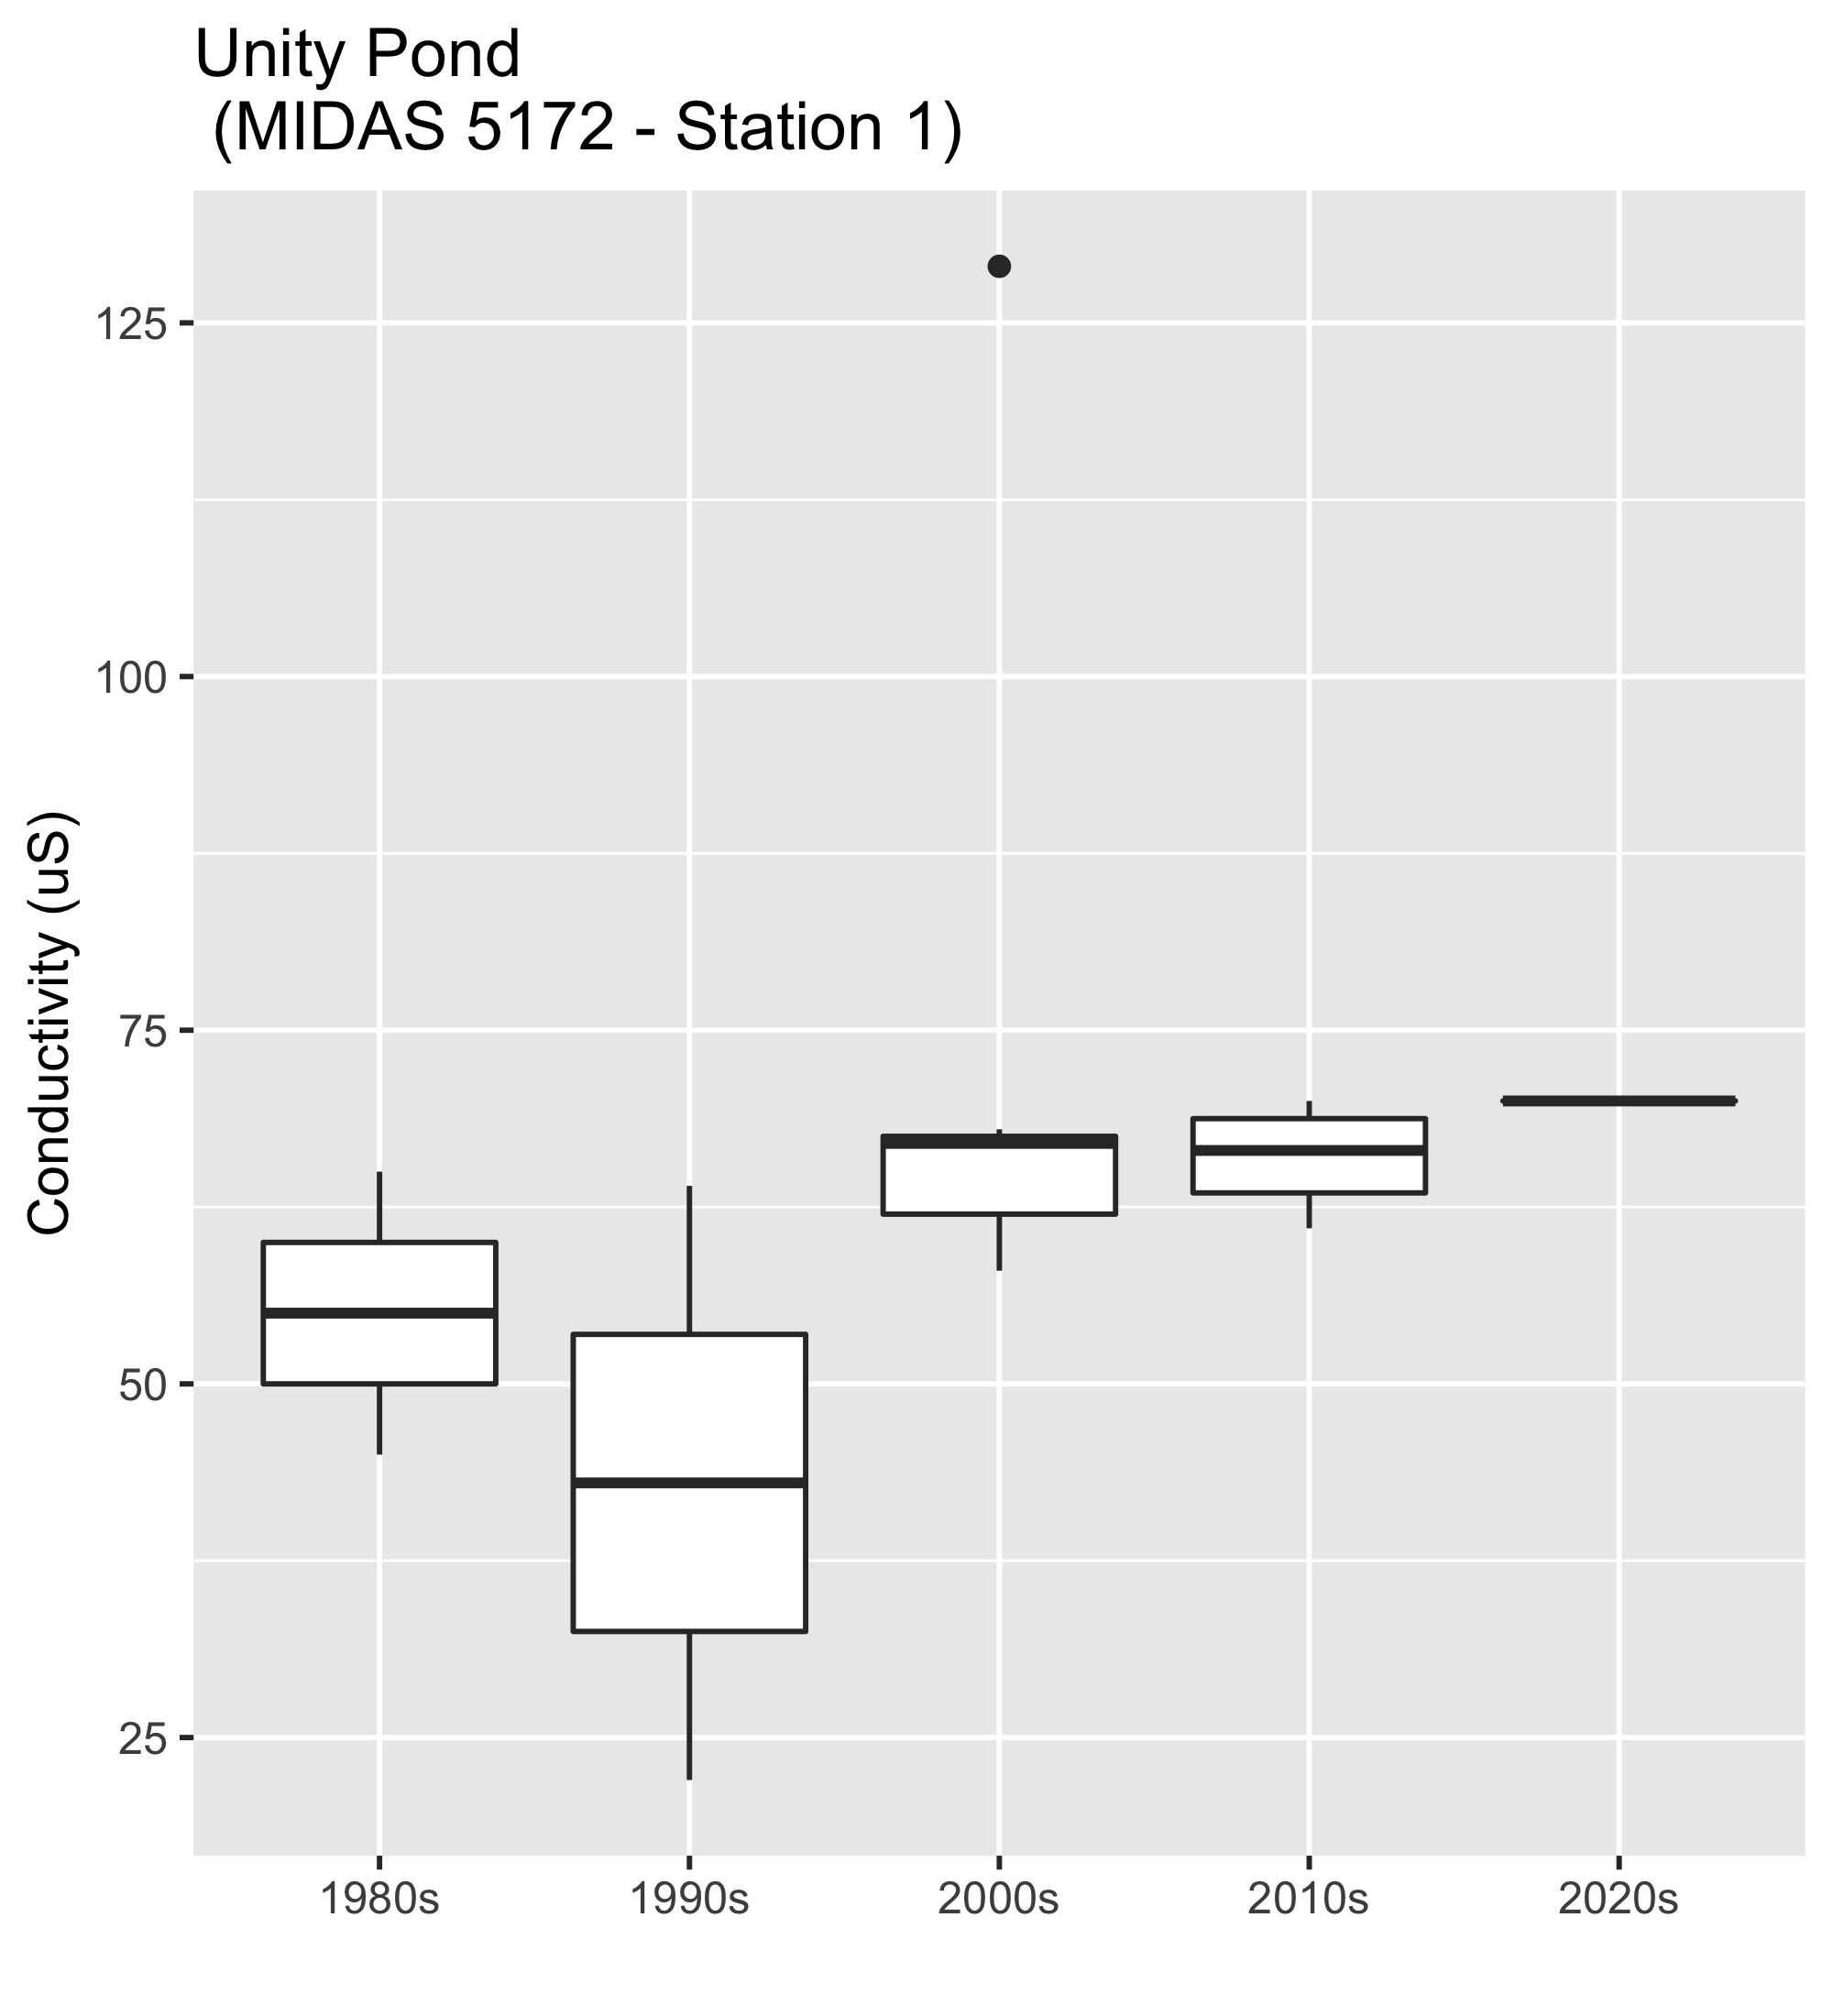 Unity Pond
(MIDAS 5172 - Station 1)
Conductivity (uS)
125
100
75
50
25
1980s 1990s 2000s 2010s 2020s